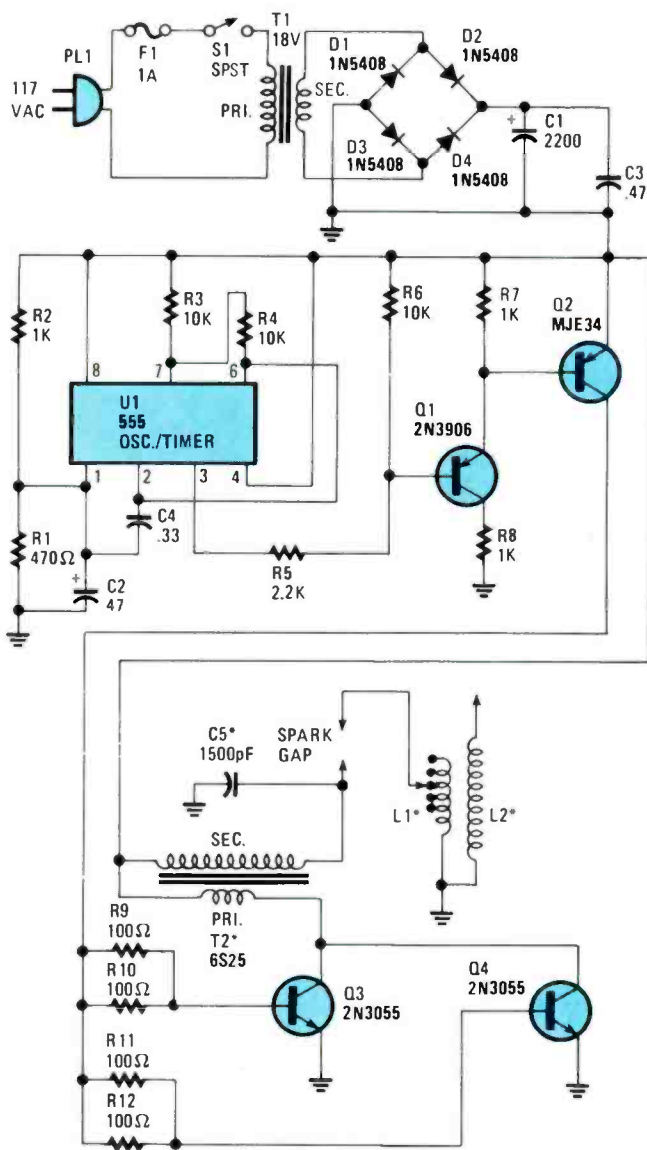 PL1
117
VAC
F1
1A
S1
SPST
T1
18V
PRI.
SEC.
D1
1N5408
D2
1N5408
D3
1N5408
D4
1N5408
+
C1
2200
C3
.47
R2
1K
R3
10K
R4
10K
R6
10K
R7
1K
Q2
MJE34
8
7
6
U1
555
OSC./TIMER
1
2
3
4
Q1
2N3906
R1
470Ω
C4
.33
R8
1K
+
C2
47
R5
2.2K
C5*
1500pF
SPARK
GAP
L1*
L2*
SEC.
PRI.
T2*
6S25
R9
100Ω
R10
100Ω
Q3
2N3055
Q4
2N3055
R11
100Ω
R12
100Ω